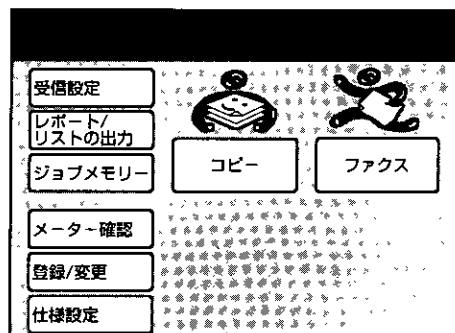 受信設定
レポート/
リストの出力
ジョブメモリー
メーター確認
登録/変更
仕様設定
コピー
ファクス